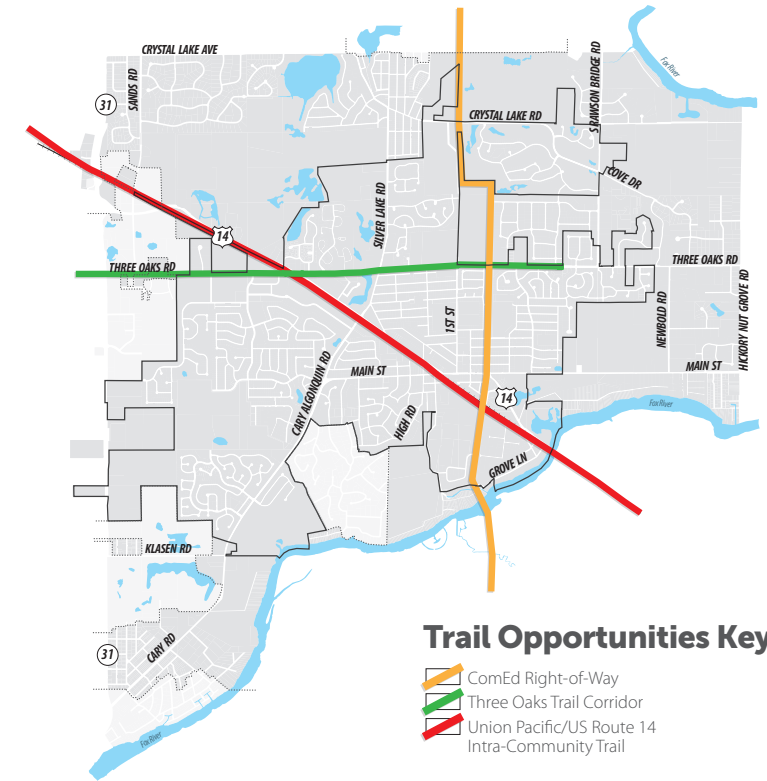 CRYSTAL LAKE AVE
SANDS RD
31
S RAWSON BRIDGE RD
Fox River
CRYSTAL LAKE RD
COVE DR
SILVER LAKE RD
14
THREE OAKS RD
THREE OAKS RD
HICKORY NUT GROVE RD
NEWBOLD RD
1ST ST
CARY ALGONQUIN RD
MAIN ST
MAIN ST
14
Fox River
HIGH RD
GROVE LN
KLASEN RD
31
CARY RD
Fox River
Trail Opportunities Key
ComEd Right-of-Way
Three Oaks Trail Corridor
Union Pacific/US Route 14
Intra-Community Trail